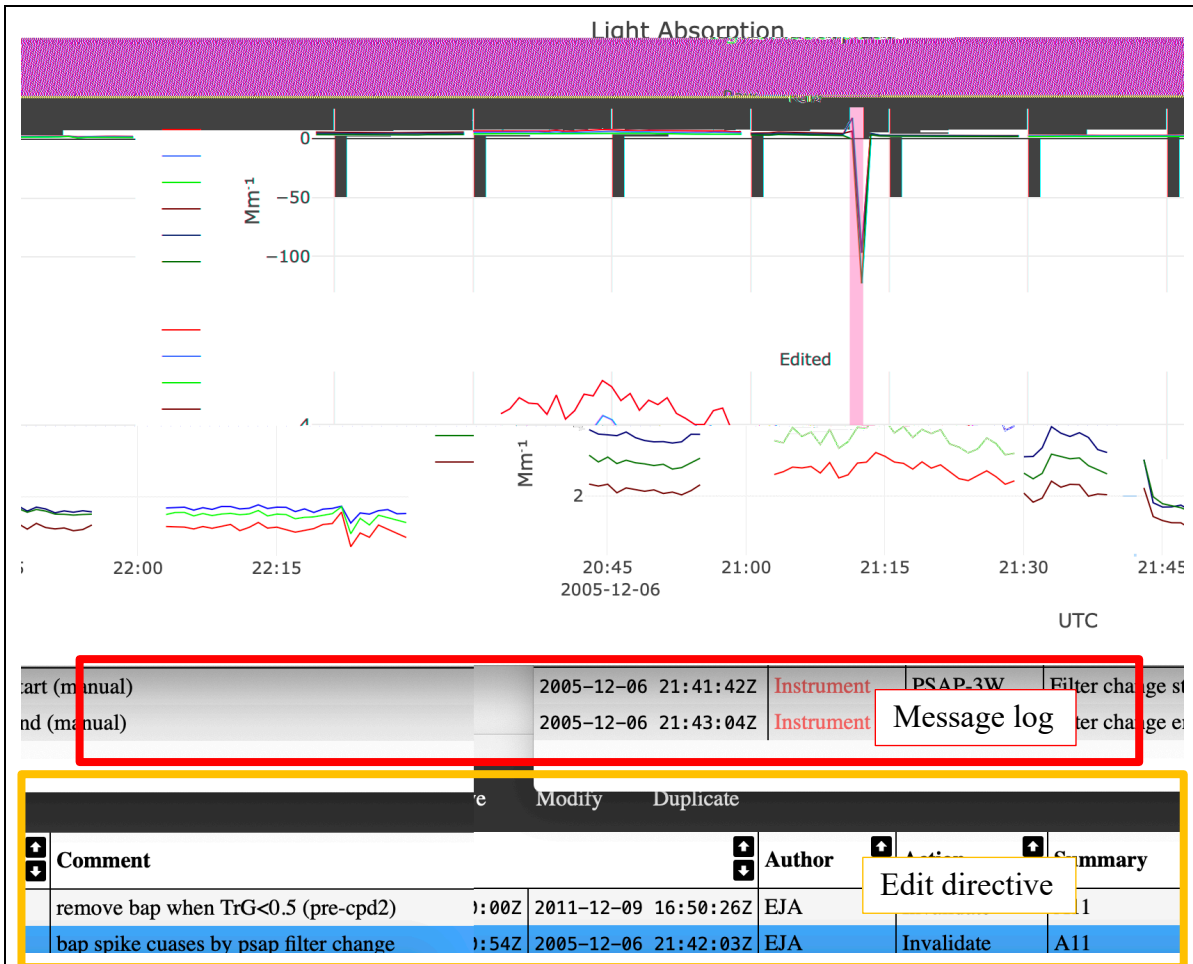 Light Absorption
0
−50
−100
Mm-1
Edited
4
Mm-1
2
22:00 22:15 20:45 21:00 21:15 21:30 21:45
2005-12-06
UTC
tart (manual) 2005-12-06 21:41:42Z Instrument PSAP-3W Filter change st
nd (manual) 2005-12-06 21:43:04Z Instrument ter change en
Message log
Modify Duplicate
Comment Author Summary
Edit directive
remove bap when TrG<0.5 (pre-cpd2) :00Z 2011-12-09 16:50:26Z EJA
bap spike cuases by psap filter change :54Z 2005-12-06 21:42:03Z EJA Invalidate A11